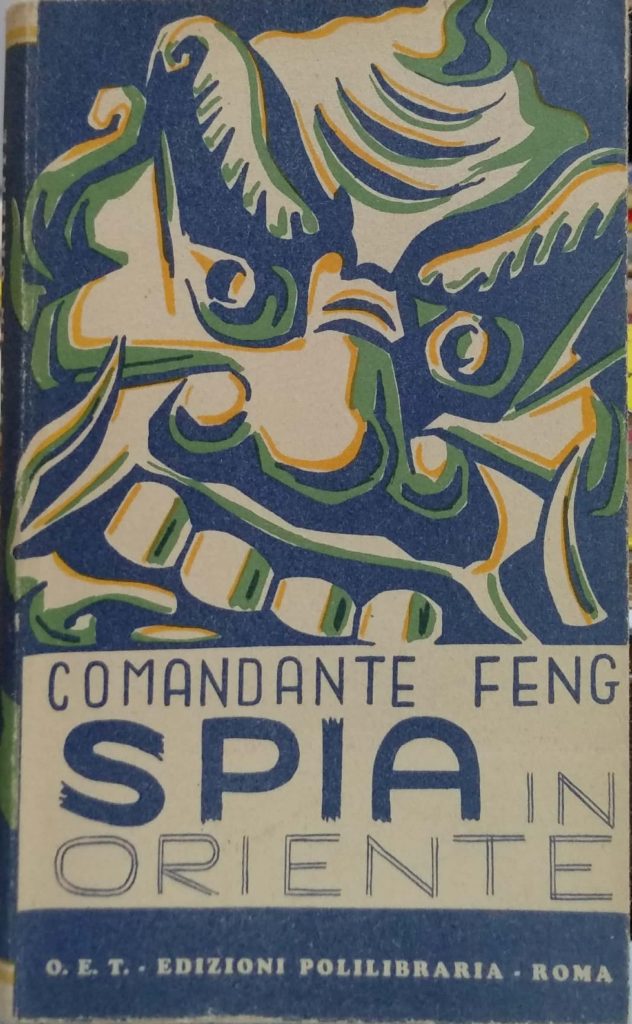 COMANDANTE FENG
SPIA IN
ORIENTE
O. E. T. - EDIZIONI POLILIBRARIA - ROMA